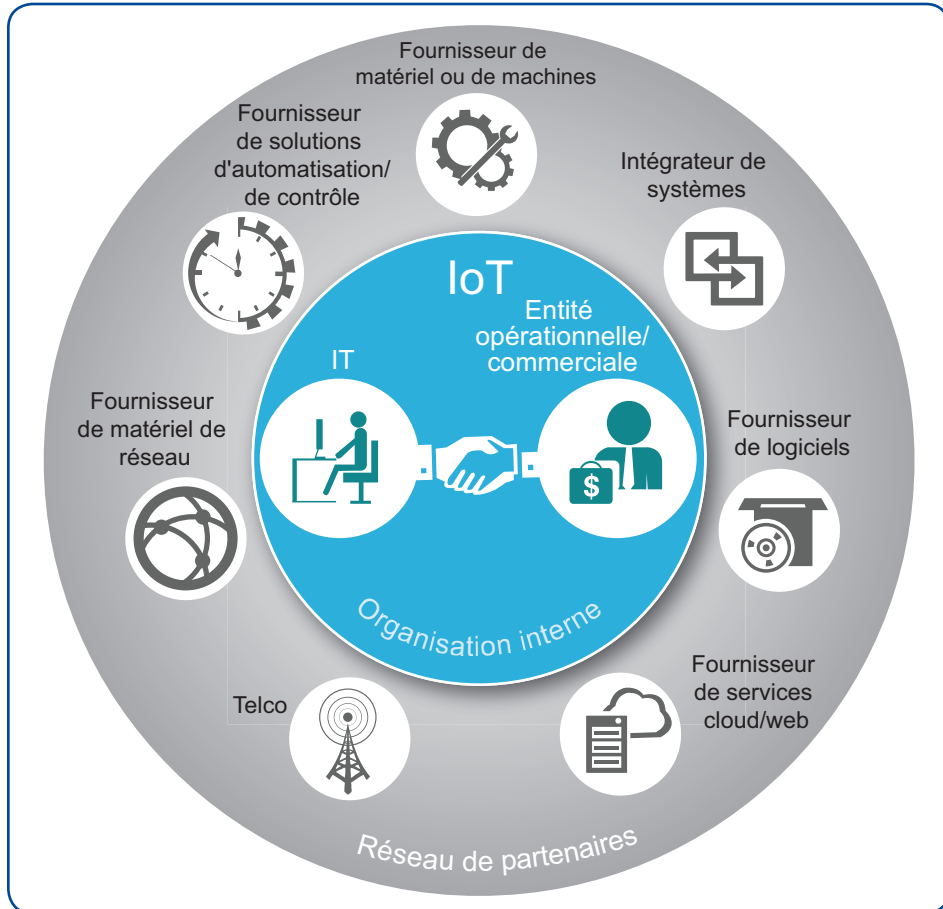 Fournisseur de
matériel ou de machines
Fournisseur
de solutions
d'automatisation/
de contrôle
Intégrateur de
systèmes
IoT
Entité
opérationnelle/
commerciale
IT
Fournisseur
de matériel de
réseau
Fournisseur
de logiciels
$
Organisation interne
Telco
Fournisseur
de services
cloud/web
Réseau de partenaires